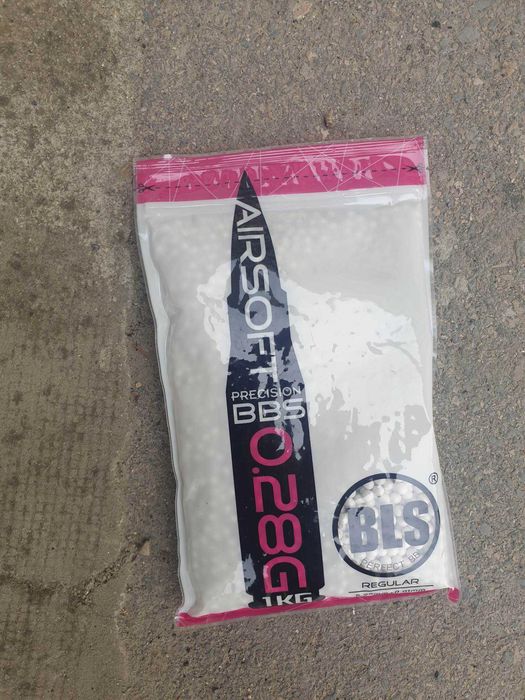 AIRSOFT
PRECISION
BBS
0.28G
1KG
BLS
®
PERFECT BB
REGULAR